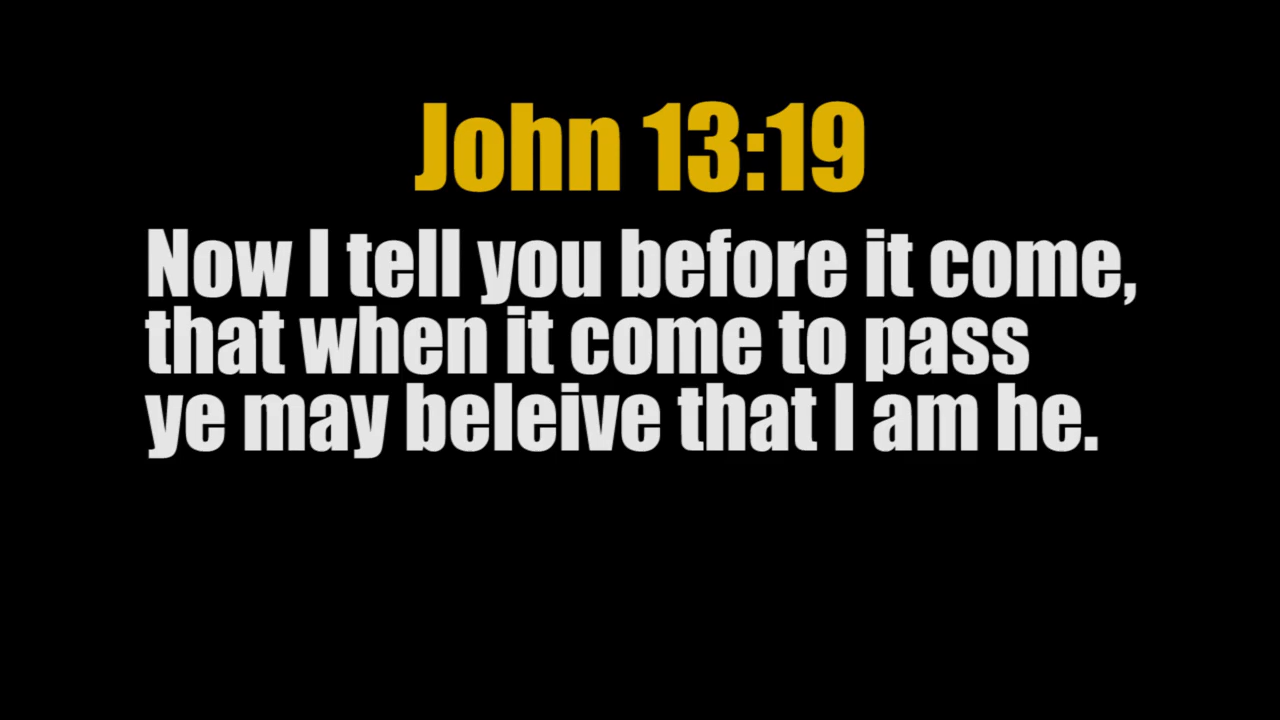 John 13:19
Now I tell you before it come,
that when it come to pass
ye may beleive that I am he.